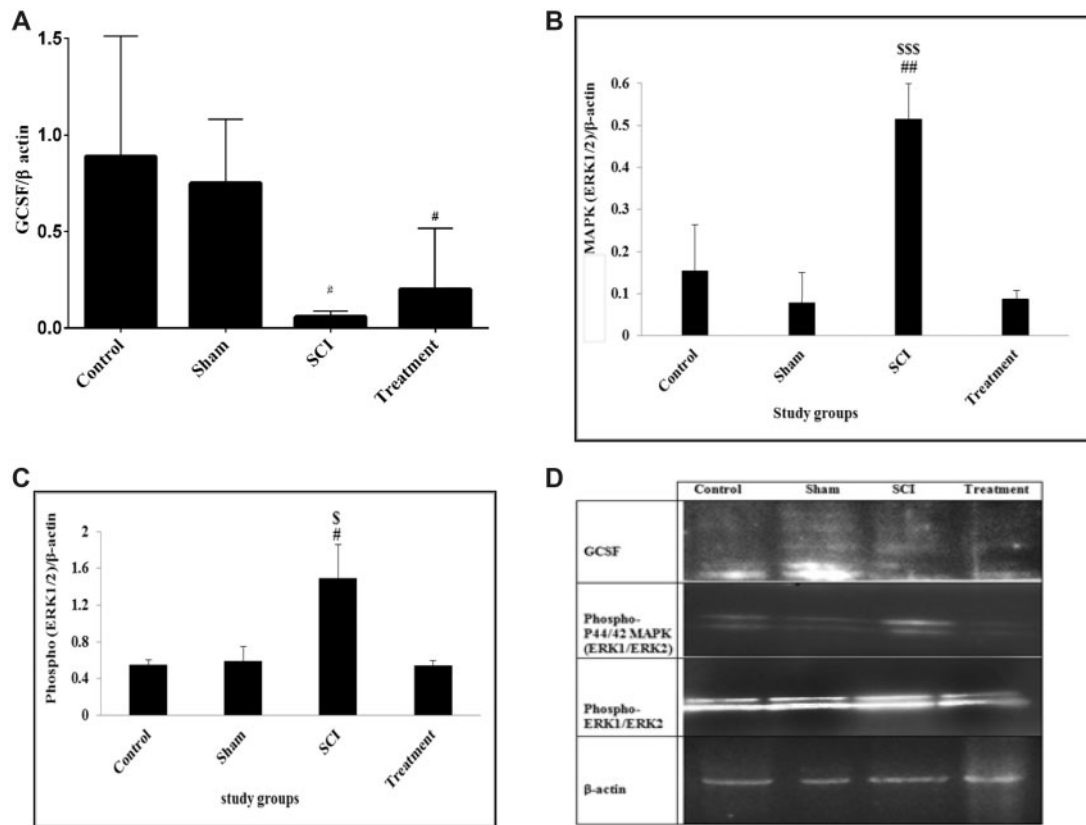 A
GCSF/β actin
1.5
1.0
0.5
0.0
#
#
Control
Sham
SCI
Treatment
B
MAPK (ERK1/2)/β-actin
0.6
0.5
0.4
0.3
0.2
0.1
0
$$$
##
Control
Sham
SCI
Treatment
Study groups
C
Phospho (ERK1/2)/β-actin
2
1.6
1.2
0.8
0.4
0
$
#
Control
Sham
SCI
Treatment
study groups
D
Control Sham SCI Treatment
GCSF
Phospho-
P44/42 MAPK
(ERK1/ERK2)
Phospho-
ERK1/ERK2
β-actin